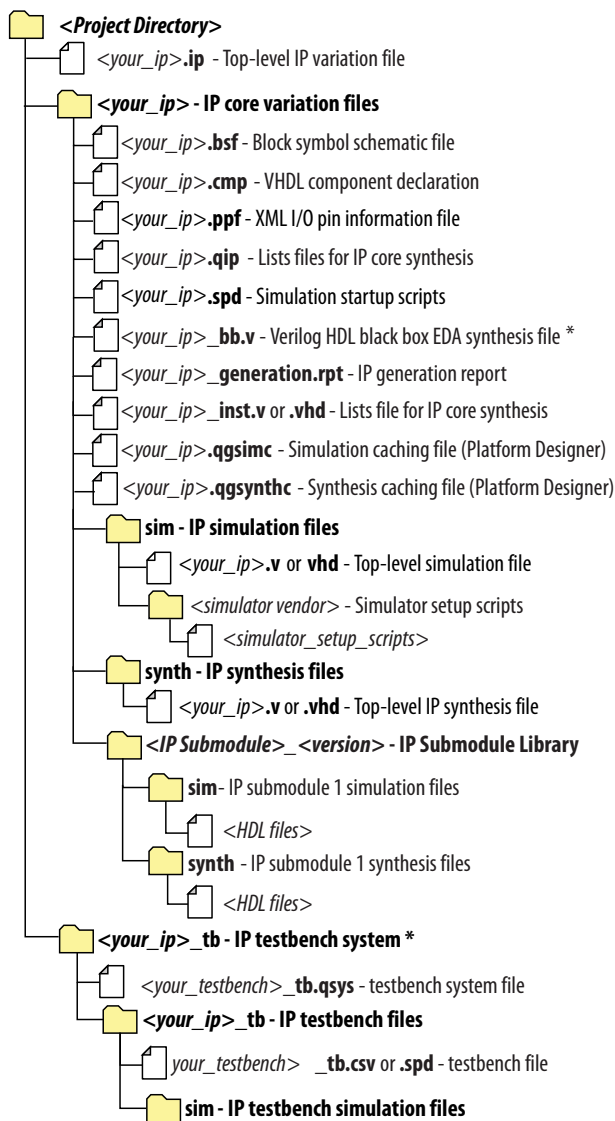 <Project Directory>
<your_ip>.ip - Top-level IP variation file
<your_ip> - IP core variation files
<your_ip>.bsf - Block symbol schematic file
<your_ip>.cmp - VHDL component declaration
<your_ip>.ppf - XML I/O pin information file
<your_ip>.qip - Lists files for IP core synthesis
<your_ip>.spd - Simulation startup scripts
<your_ip>_bb.v - Verilog HDL black box EDA synthesis file *
<your_ip>_generation.rpt - IP generation report
<your_ip>_inst.v or .vhd - Lists file for IP core synthesis
<your_ip>.qgsimc - Simulation caching file (Platform Designer)
<your_ip>.qgsynthc - Synthesis caching file (Platform Designer)
sim - IP simulation files
<your_ip>.v or vhd - Top-level simulation file
<simulator vendor> - Simulator setup scripts
<simulator_setup_scripts>
synth - IP synthesis files
<your_ip>.v or .vhd - Top-level IP synthesis file
<IP Submodule>_<version> - IP Submodule Library
sim- IP submodule 1 simulation files
<HDL files>
synth - IP submodule 1 synthesis files
<HDL files>
<your_ip>_tb - IP testbench system *
<your_testbench>_tb.qsys - testbench system file
<your_ip>_tb - IP testbench files
your_testbench> _tb.csv or .spd - testbench file
sim - IP testbench simulation files